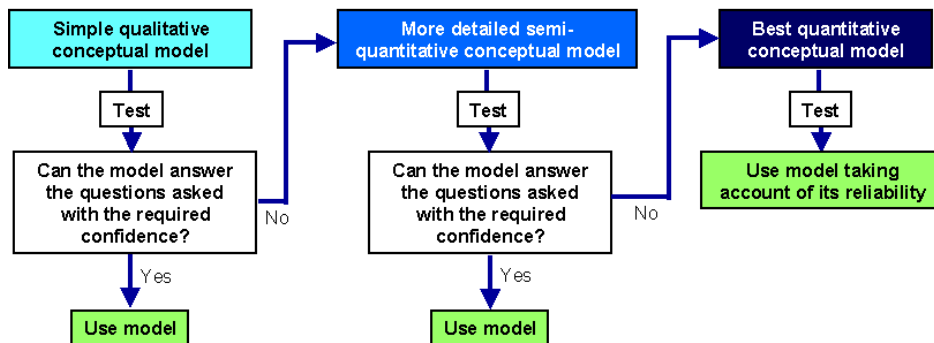 Simple qualitative
conceptual model
Test
Can the model answer
the questions asked
with the required
confidence?
No
Yes
Use model
More detailed semi-
quantitative conceptual model
Test
Can the model answer
the questions asked
with the required
confidence?
No
Yes
Use model
Best quantitative
conceptual model
Test
Use model taking
account of its reliability